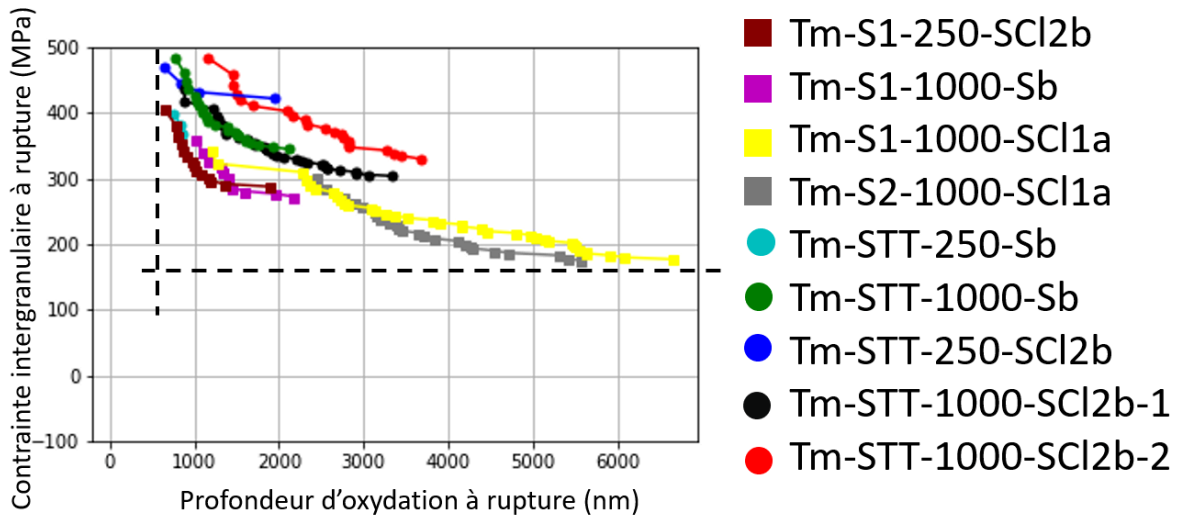 Contrainte intergranulaire à rupture (MPa)
500
400
300
200
100
0
−100
0 1000 2000 3000 4000 5000 6000
Profondeur d’oxydation à rupture (nm)
Tm-S1-250-SCl2b
Tm-S1-1000-Sb
Tm-S1-1000-SCl1a
Tm-S2-1000-SCl1a
Tm-STT-250-Sb
Tm-STT-1000-Sb
Tm-STT-250-SCl2b
Tm-STT-1000-SCl2b-1
Tm-STT-1000-SCl2b-2